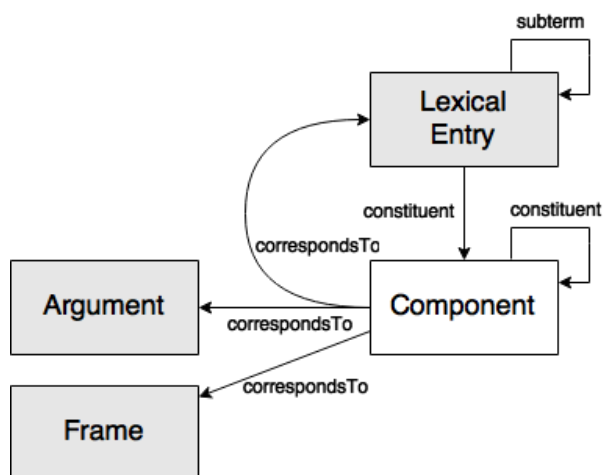 subterm
Lexical
Entry
constituent
constituent
correspondsTo
Argument
Component
correspondsTo
correspondsTo
Frame